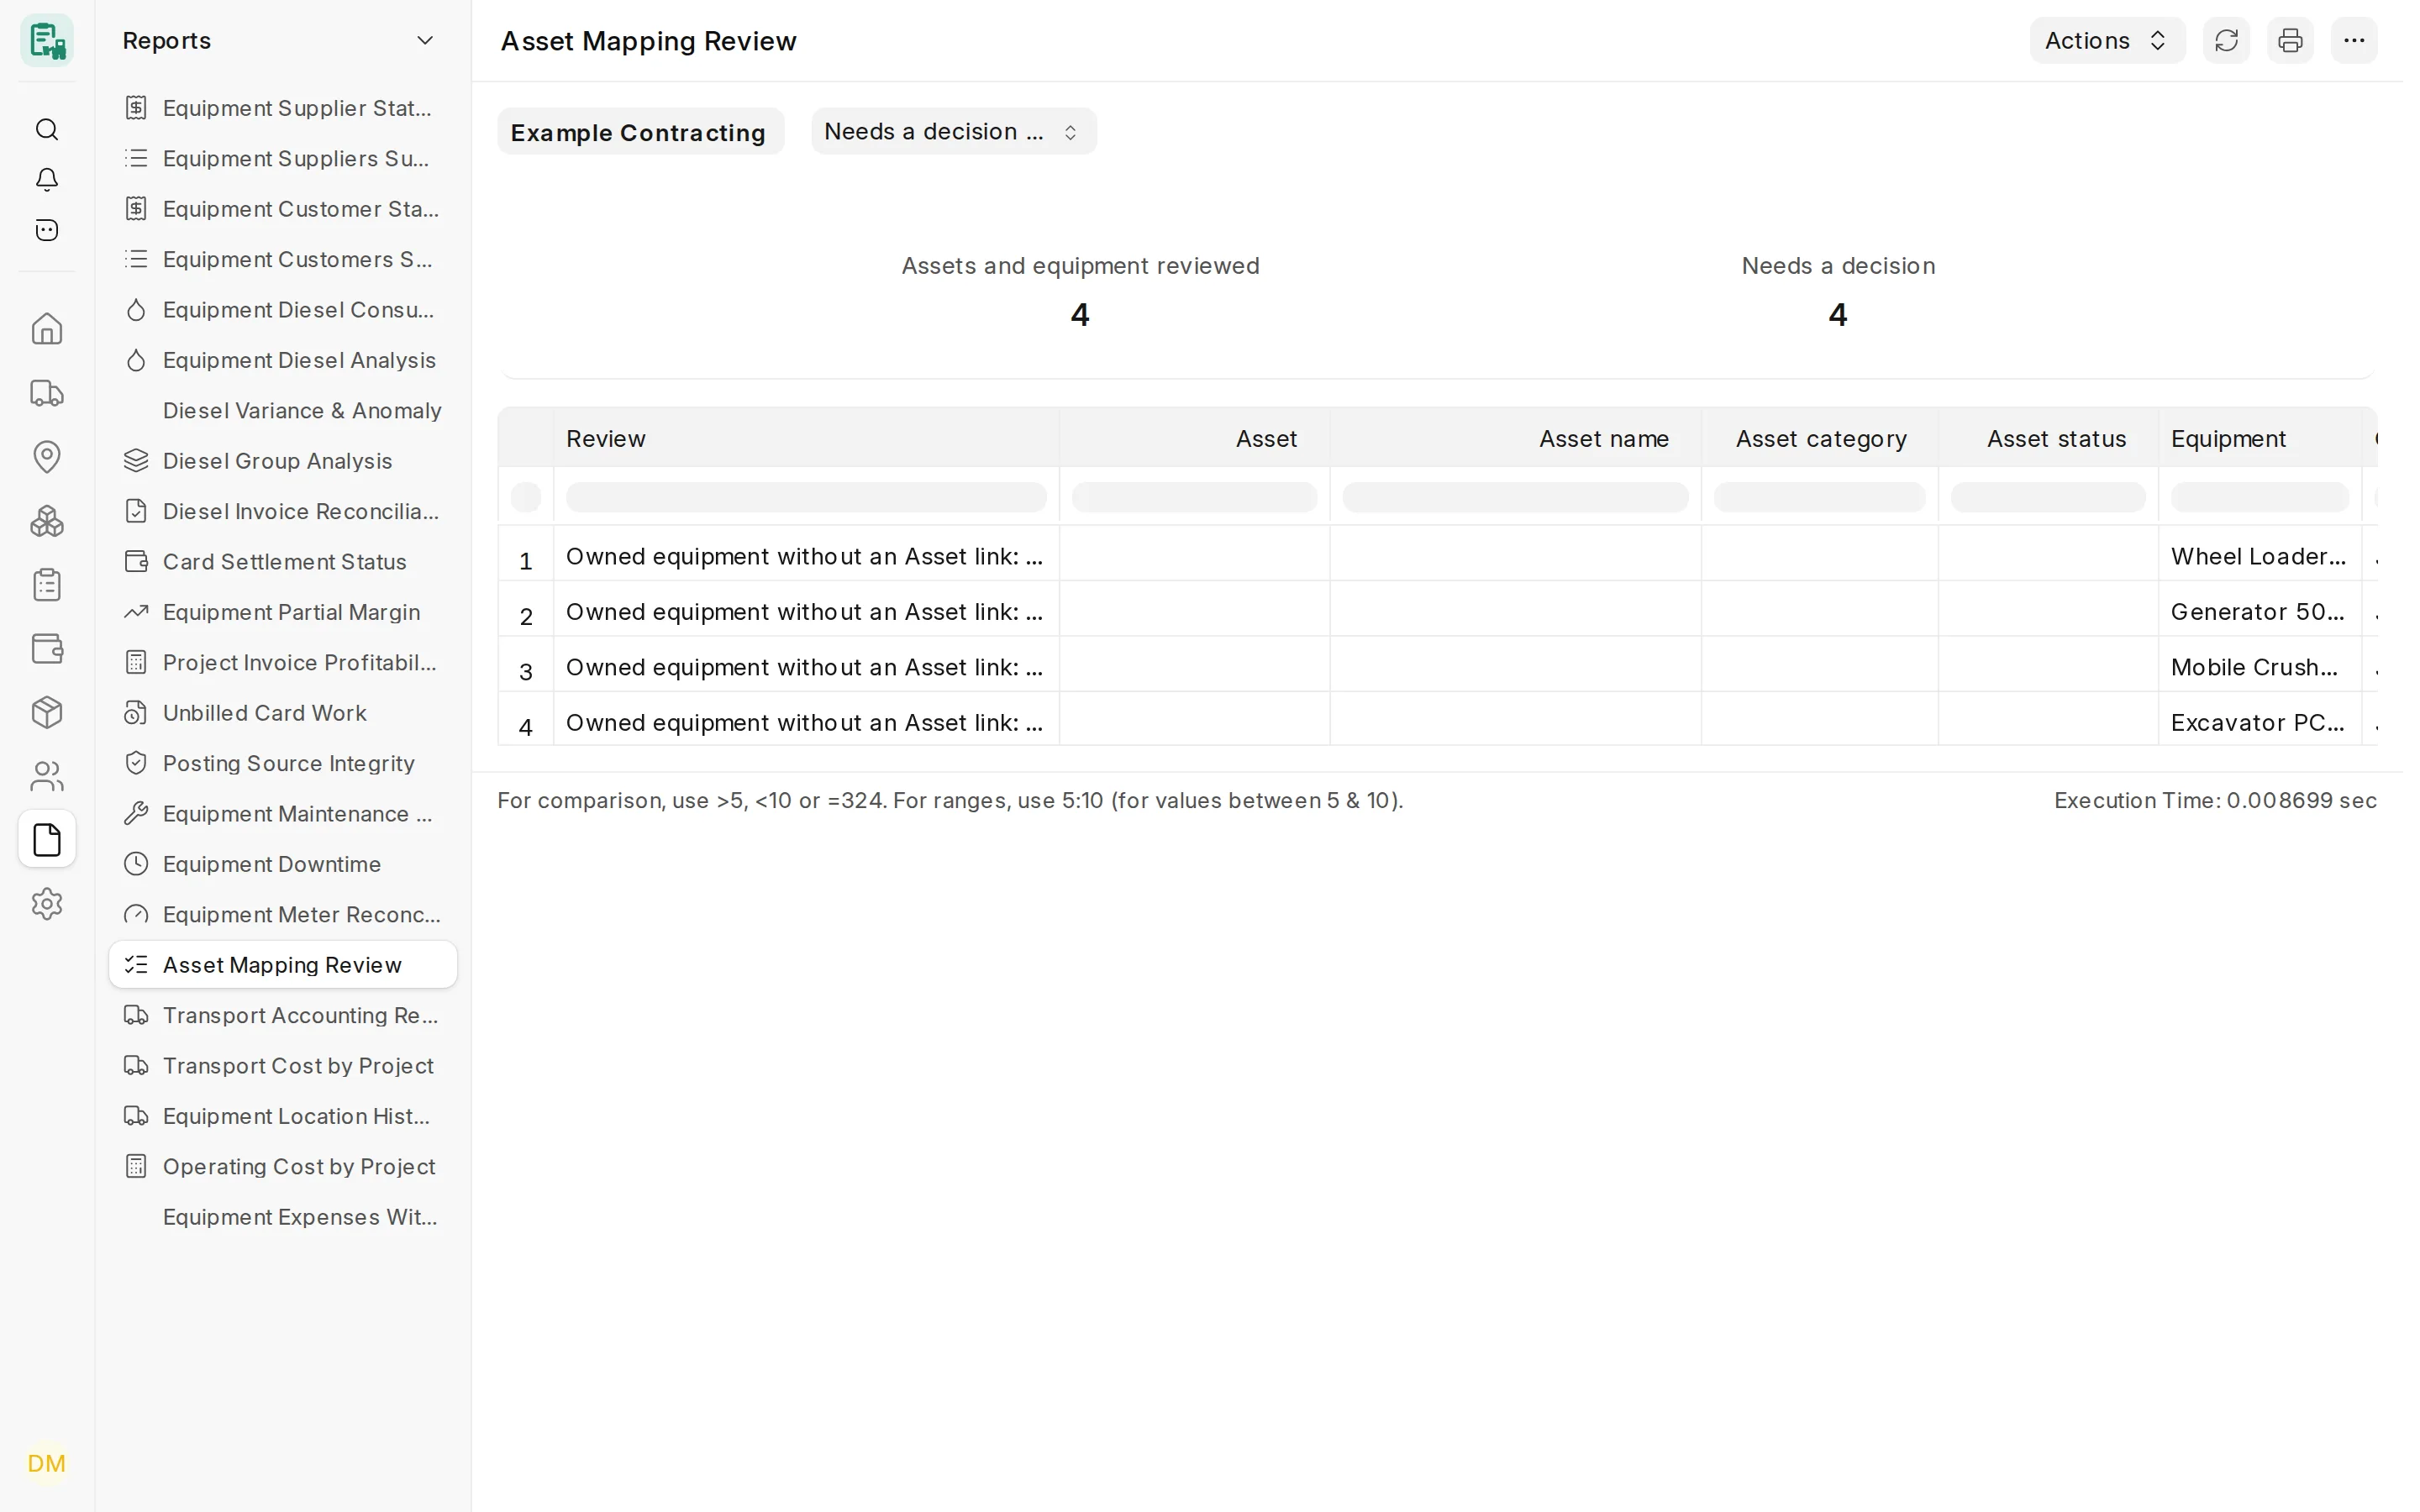 Reports
Equipment Supplier Stat...
Equipment Suppliers Su...
Equipment Customer Sta...
Equipment Customers S...
Equipment Diesel Consu...
Equipment Diesel Analysis
Diesel Variance & Anomaly
Diesel Group Analysis
Diesel Invoice Reconcilia...
Card Settlement Status
Equipment Partial Margin
Project Invoice Profitabil...
Unbilled Card Work
Posting Source Integrity
Equipment Maintenance ...
Equipment Downtime
Equipment Meter Reconc...
Asset Mapping Review
Transport Accounting Re...
Transport Cost by Project
Equipment Location Hist...
Operating Cost by Project
Equipment Expenses Wit...
DM
Asset Mapping Review
Actions
Example Contracting
Needs a decision ...
Assets and equipment reviewed
4
Needs a decision
4
Review Asset Asset name Asset category Asset status Equipment
1 Owned equipment without an Asset link: ... Wheel Loader...
2 Owned equipment without an Asset link: ... Generator 50...
3 Owned equipment without an Asset link: ... Mobile Crush...
4 Owned equipment without an Asset link: ... Excavator PC...
For comparison, use >5, <10 or =324. For ranges, use 5:10 (for values between 5 & 10).
Execution Time: 0.008699 sec